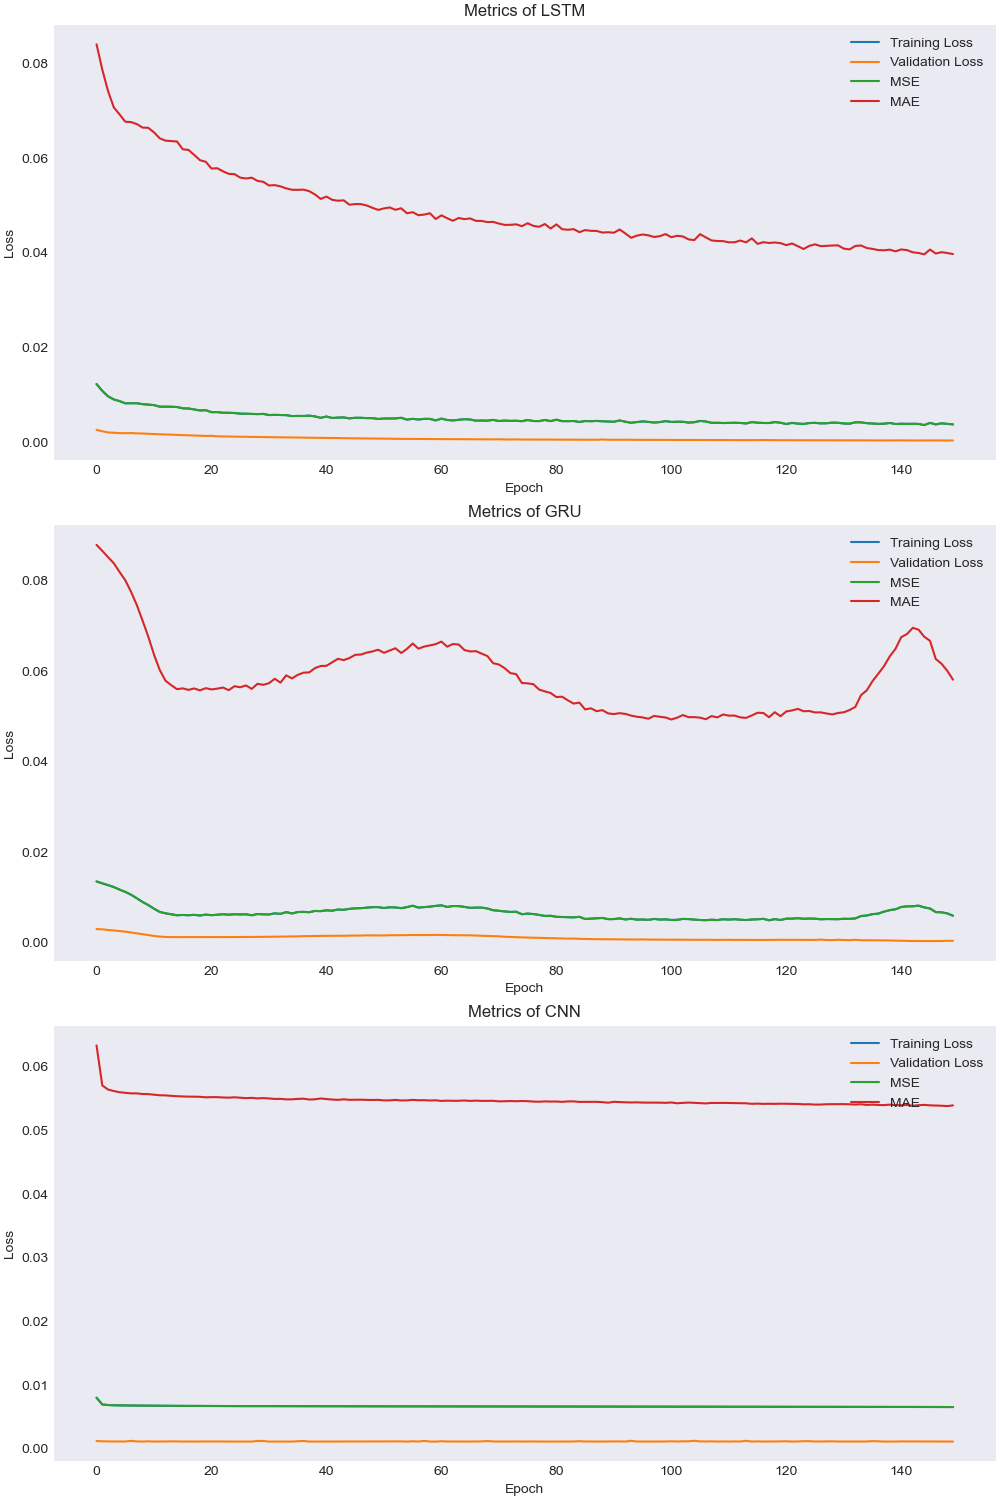 Metrics of LSTM
Training Loss
Validation Loss
MSE
MAE
0.08
0.06
0.04
0.02
0.00
Loss
0 20 40 60 80 100 120 140
Epoch
Metrics of GRU
Training Loss
Validation Loss
MSE
MAE
0.08
0.06
0.04
0.02
0.00
Loss
0 20 40 60 80 100 120 140
Epoch
Metrics of CNN
Training Loss
Validation Loss
MSE
MAE
0.06
0.05
0.04
0.03
0.02
0.01
0.00
Loss
0 20 40 60 80 100 120 140
Epoch